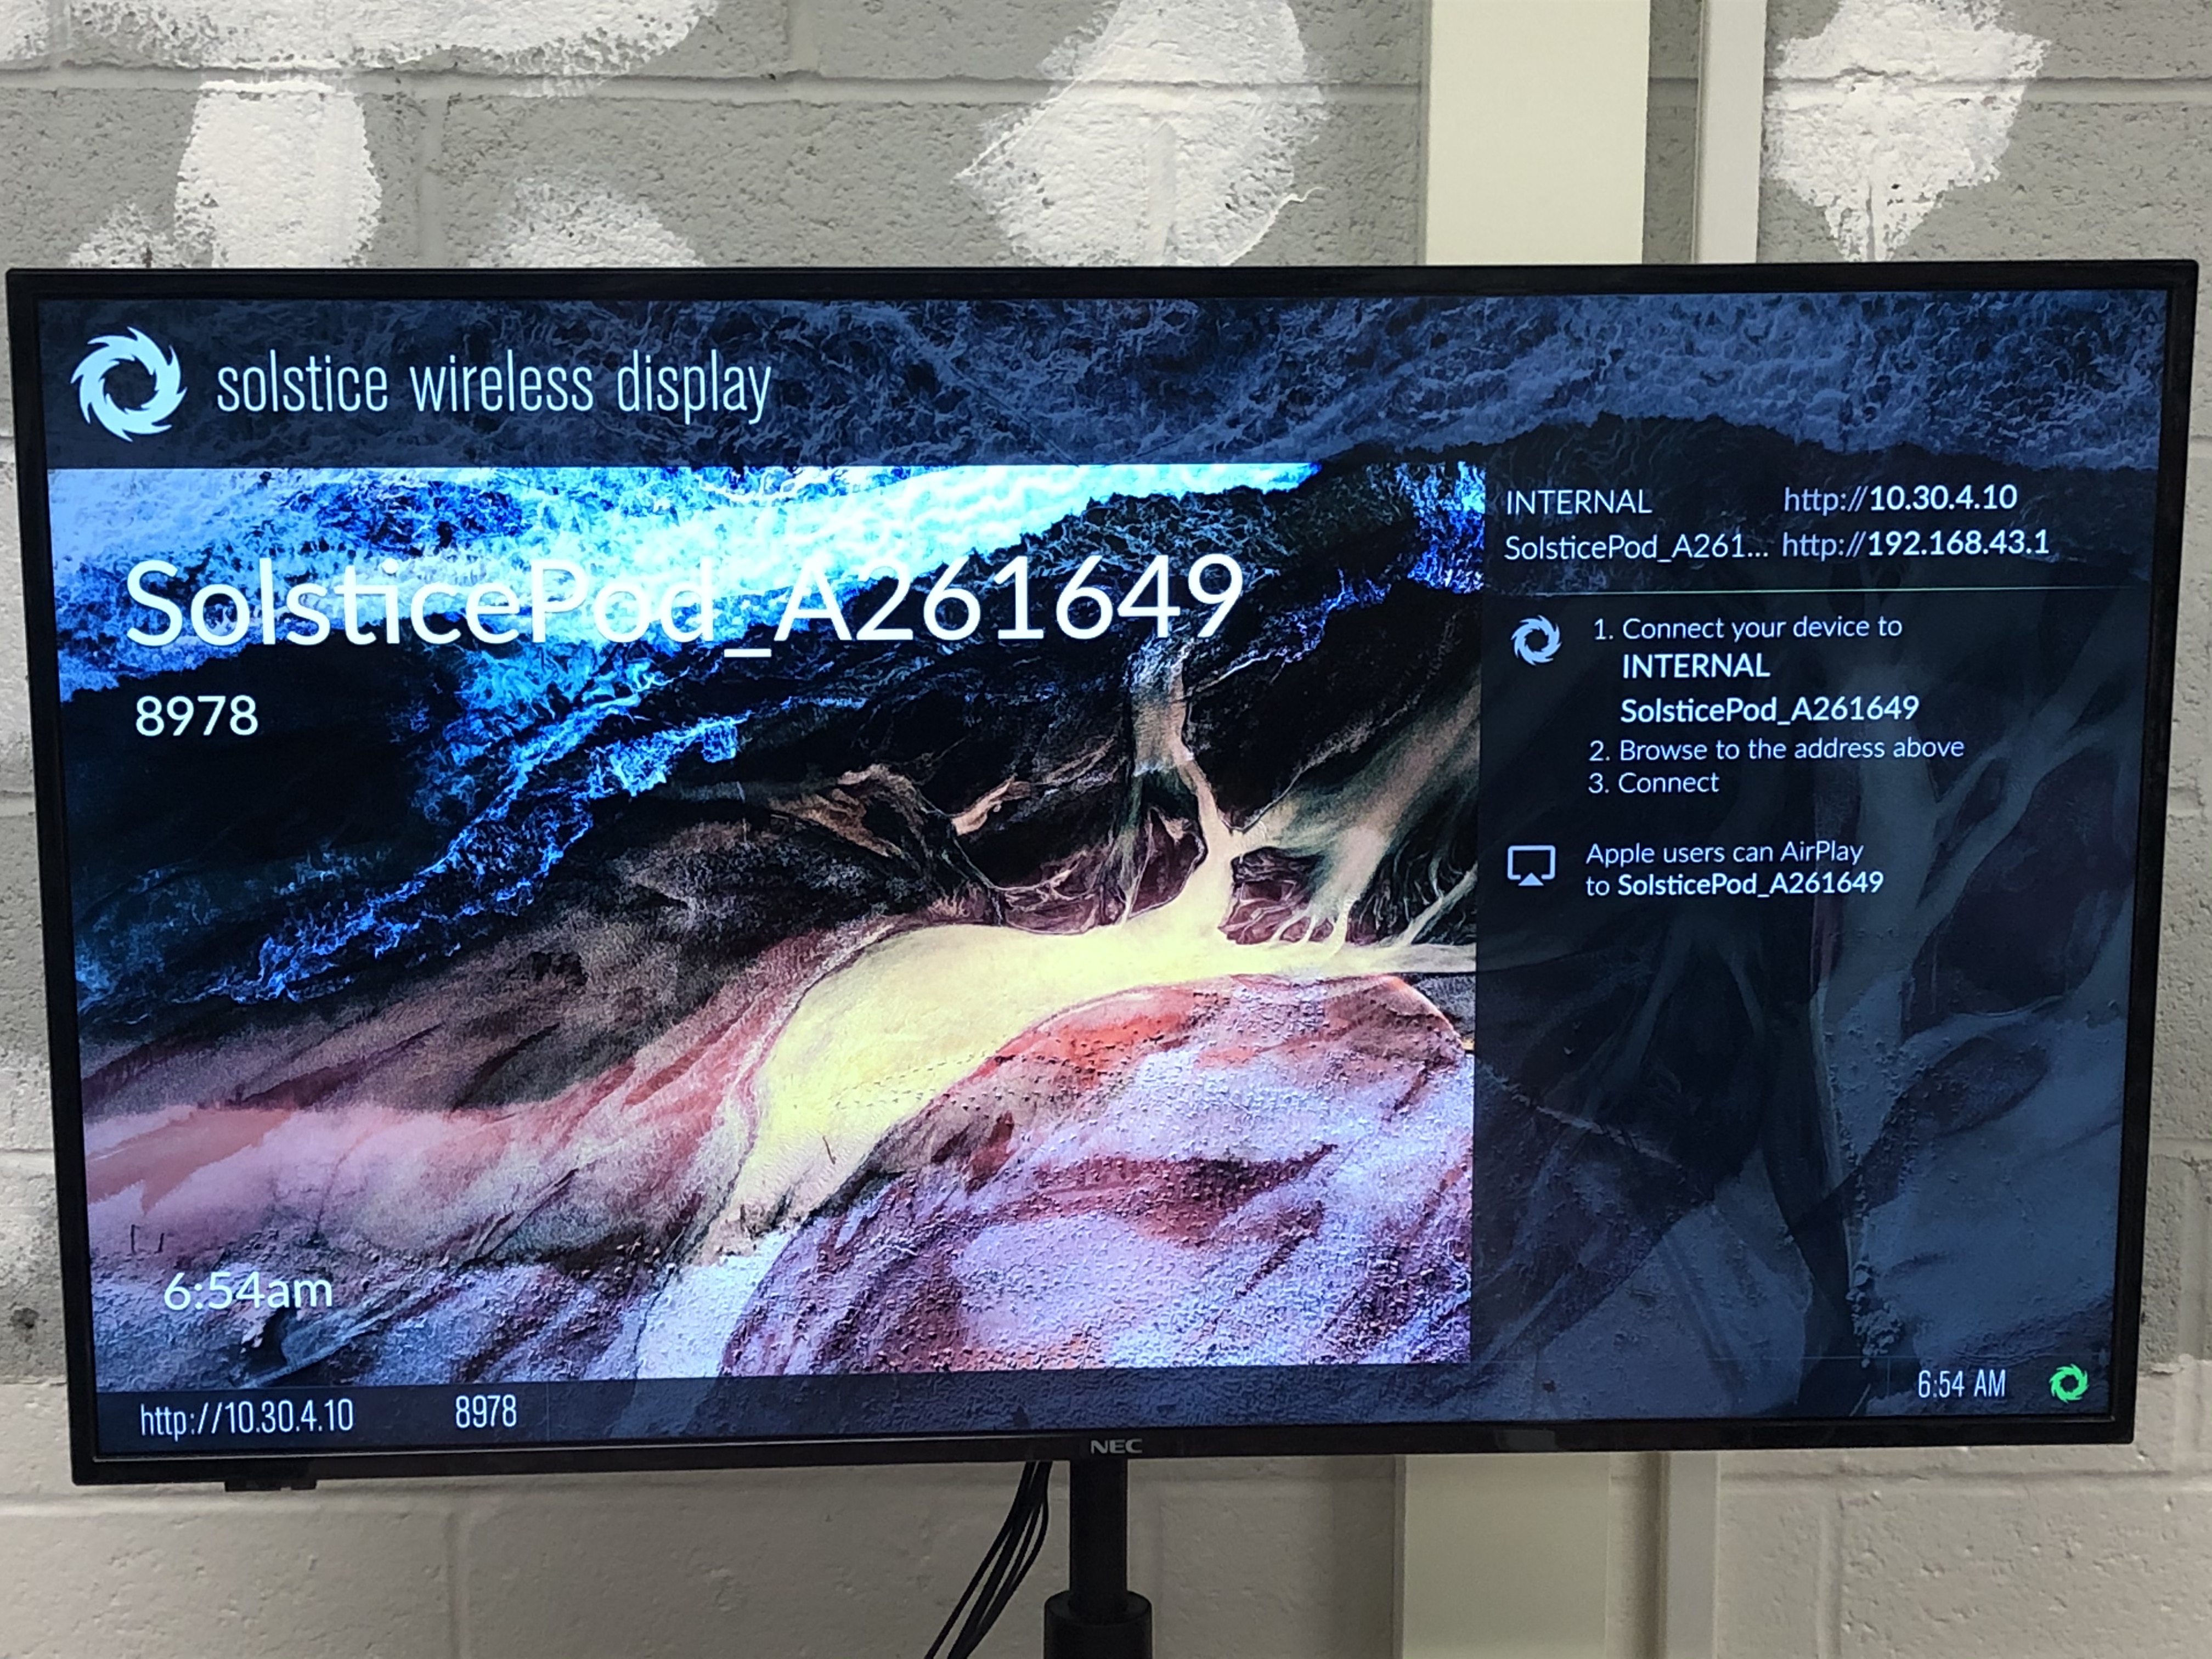 solstice wireless display
SolsticePod_A261649
8978
6:54am
INTERNAL http://10.30.4.10
SolsticePod_A261... http://192.168.43.1
1. Connect your device to
INTERNAL
SolsticePod_A261649
2. Browse to the address above
3. Connect
Apple users can AirPlay
to SolsticePod_A261649
http://10.30.4.10 8978 6:54 AM
NEC